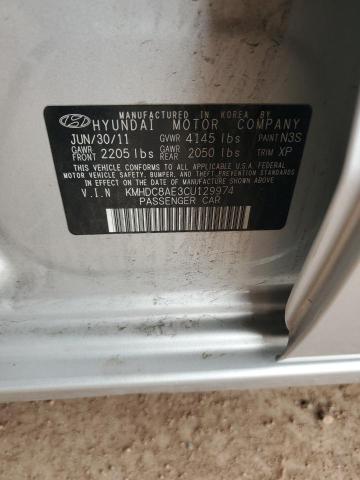 MANUFACTURED IN KOREA BY
HYUNDAI MOTOR COMPANY
JUN/30/11 GVWR 4145 lbs PAINT N3S
GAWR FRONT 2205 lbs GAWR REAR 2050 lbs TRIM XP
THIS VEHICLE CONFORMS TO ALL APPLICABLE
U.S. FEDERAL MOTOR VEHICLE
SAFETY, BUMPER, AND THEFT PREVENTION
STANDARDS IN EFFECT ON THE DATE OF
MANUFACTURE SHOWN ABOVE.
V.I.N KMHDC8AE3CU129974
PASSENGER CAR